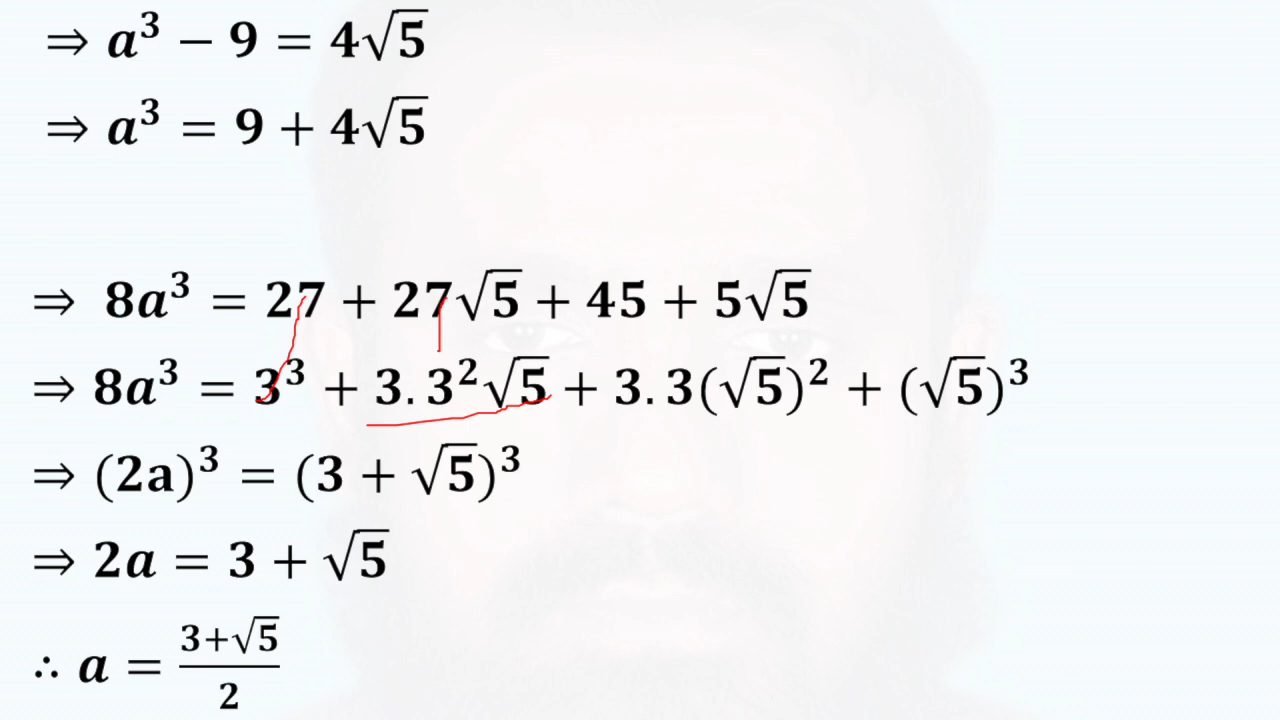 ⇒ a³ − 9 = 4√5
⇒ a³ = 9 + 4√5
⇒ 8a³ = 27 + 27√5 + 45 + 5√5
⇒ 8a³ = 3³ + 3.3²√5 + 3.3(√5)² + (√5)³
⇒ (2a)³ = (3 + √5)³
⇒ 2a = 3 + √5
∴ a = (3+√5)/2